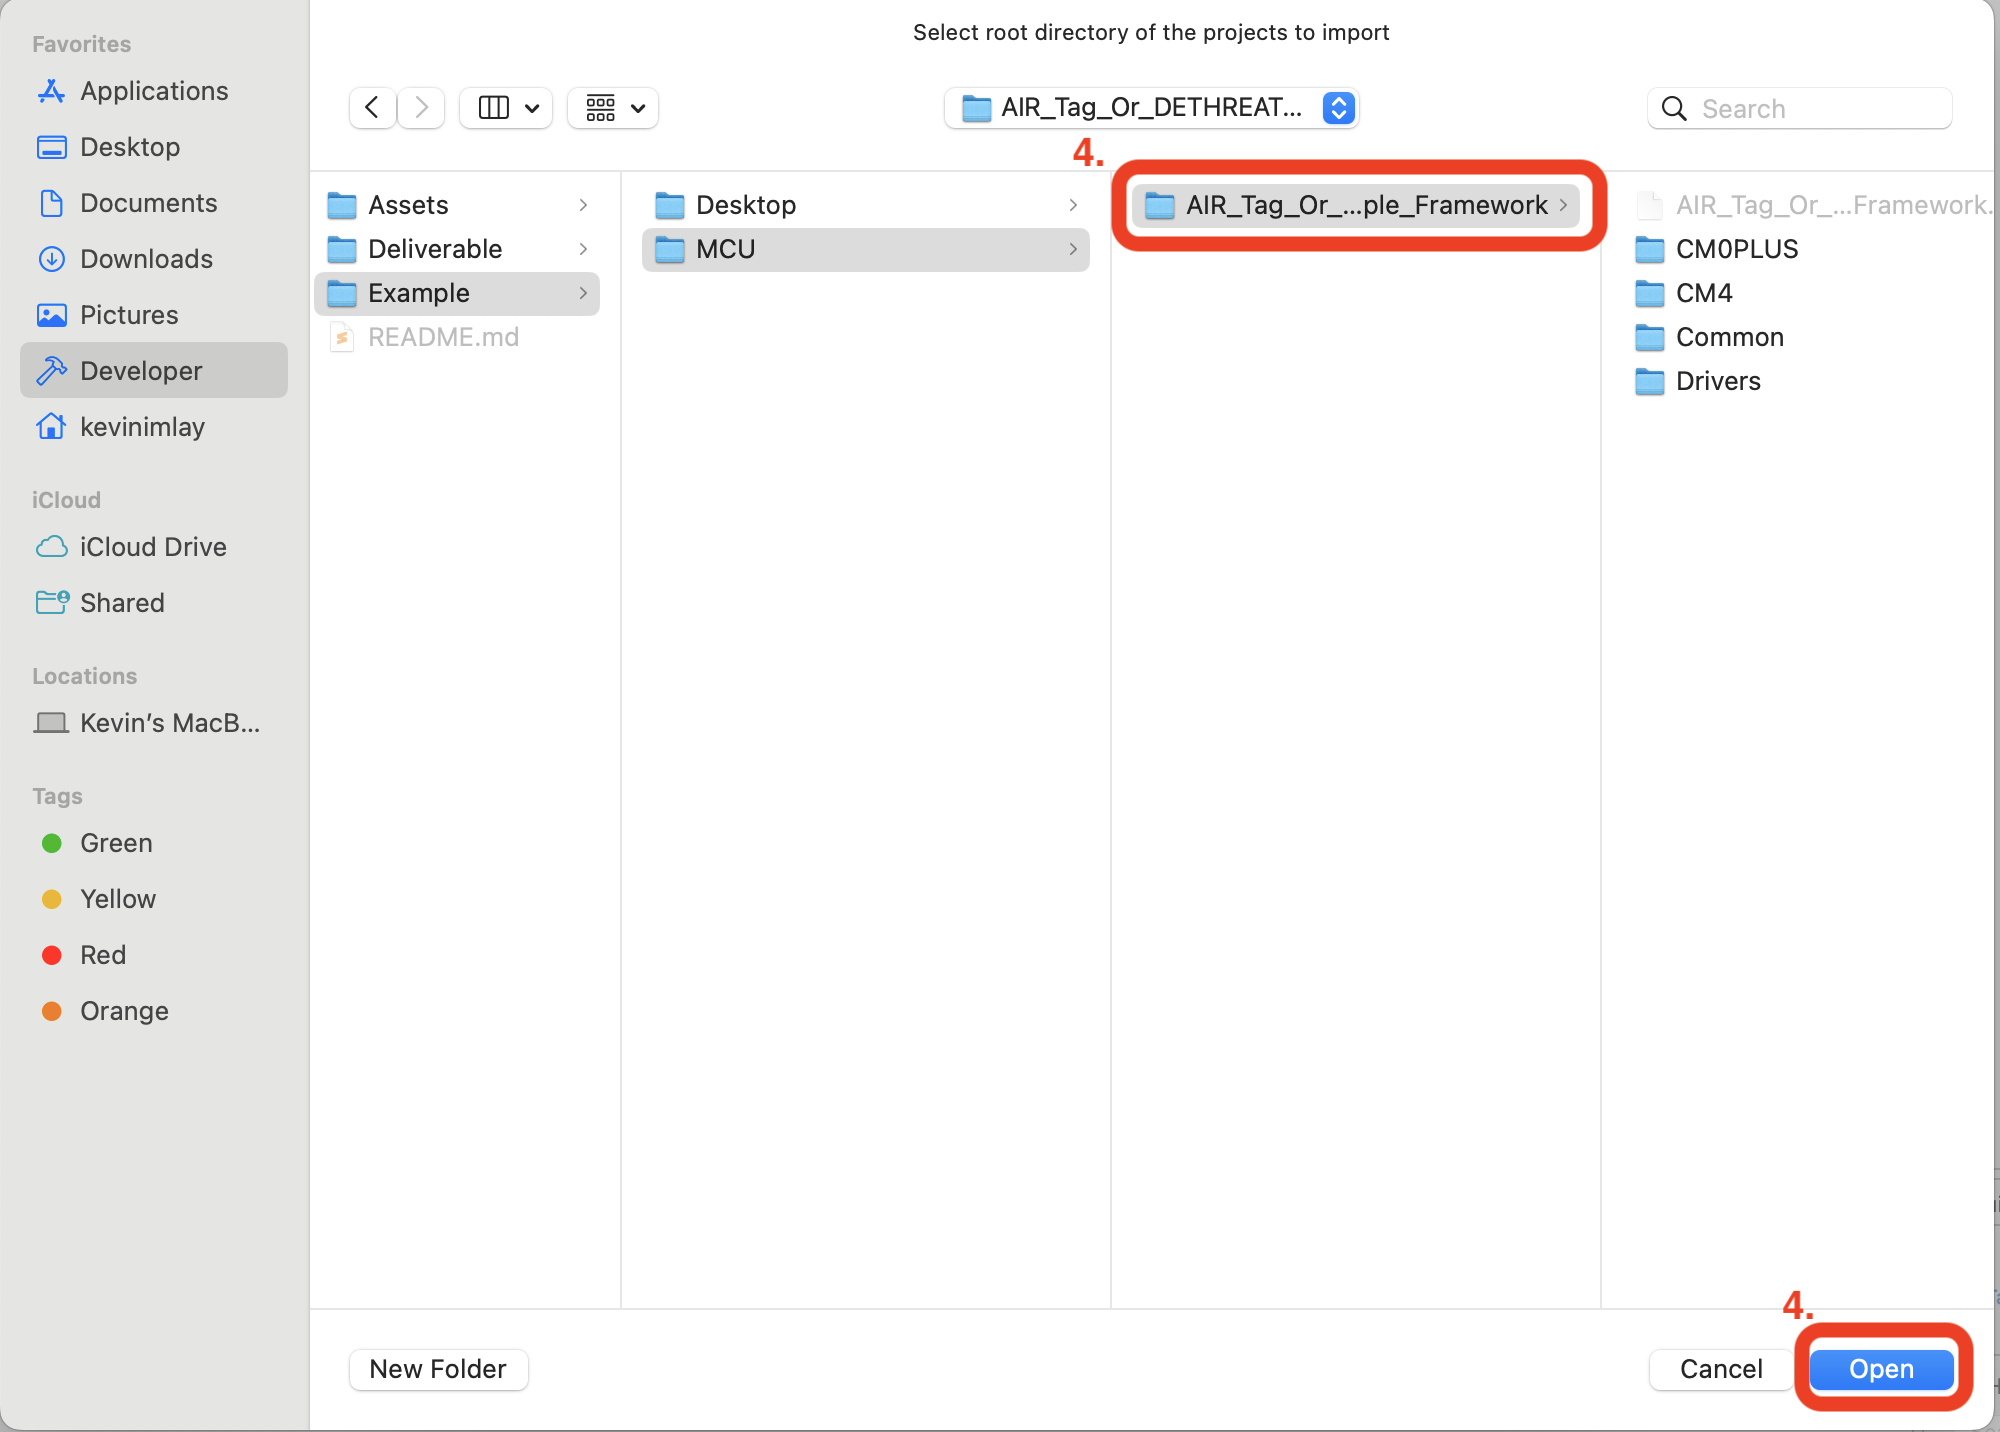 Select root directory of the projects to import
Favorites
Applications
Desktop
Documents
Downloads
Pictures
Developer
kevinimlay
iCloud
iCloud Drive
Shared
Locations
Kevin’s MacB...
Tags
Green
Yellow
Red
Orange
AIR_Tag_Or_DETHREAT...
Search
4.
Assets
Deliverable
Example
README.md
Desktop
MCU
AIR_Tag_Or_...ple_Framework
AIR_Tag_Or_...Framework.
CM0PLUS
CM4
Common
Drivers
4.
New Folder
Cancel
Open